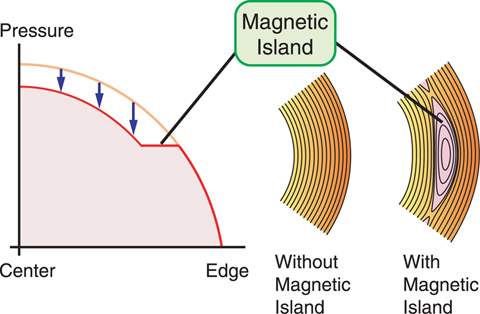 Pressure
Magnetic
Island
Center
Edge
Without
Magnetic
Island
With
Magnetic
Island